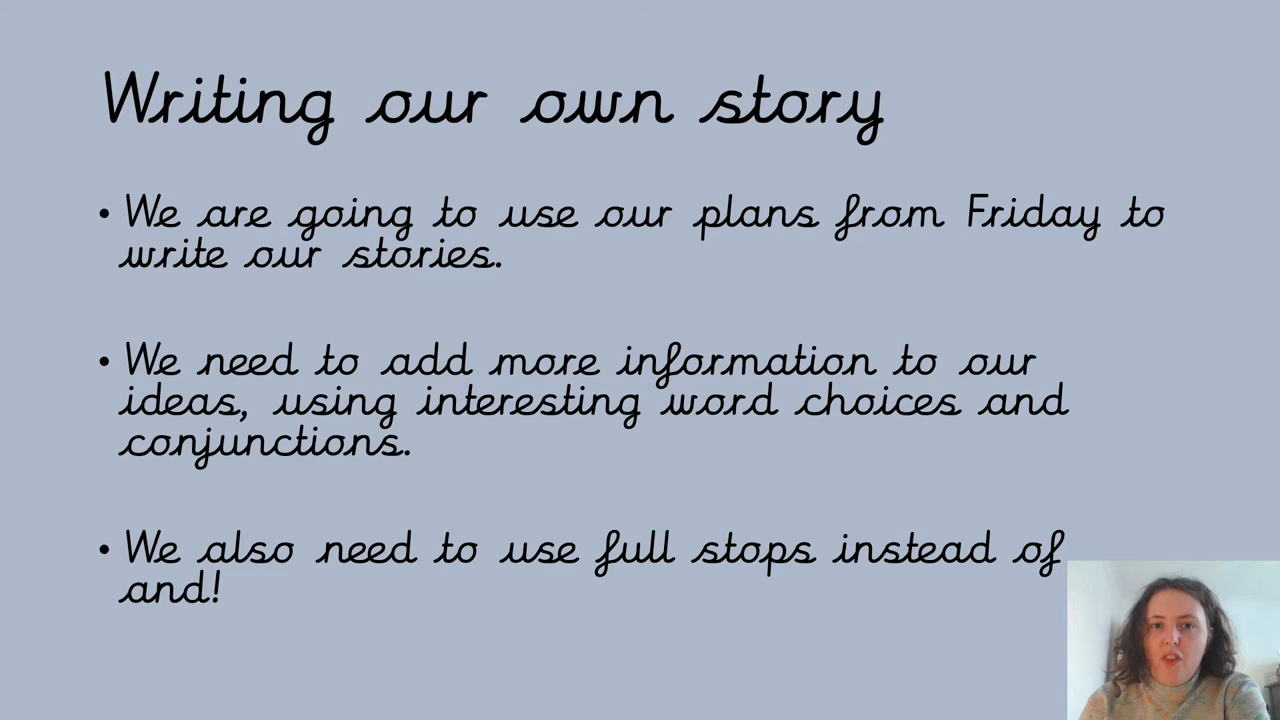 Writing our own story
• We are going to use our plans from Friday to
write our stories.
• We need to add more information to our
ideas, using interesting word choices and
conjunctions.
• We also need to use full stops instead of
and!